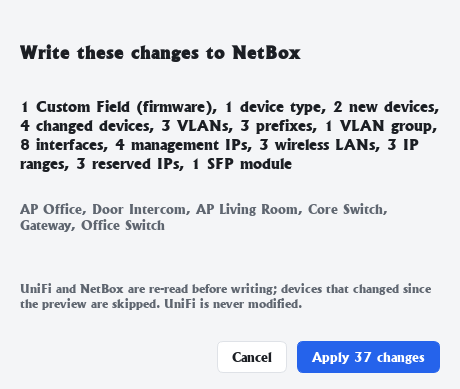 Write these changes to NetBox
1 Custom Field (firmware), 1 device type, 2 new devices,
4 changed devices, 3 VLANs, 3 prefixes, 1 VLAN group,
8 interfaces, 4 management IPs, 3 wireless LANs, 3 IP
ranges, 3 reserved IPs, 1 SFP module
AP Office, Door Intercom, AP Living Room, Core Switch,
Gateway, Office Switch
UniFi and NetBox are re-read before writing; devices that changed since
the preview are skipped. UniFi is never modified.
Cancel
Apply 37 changes